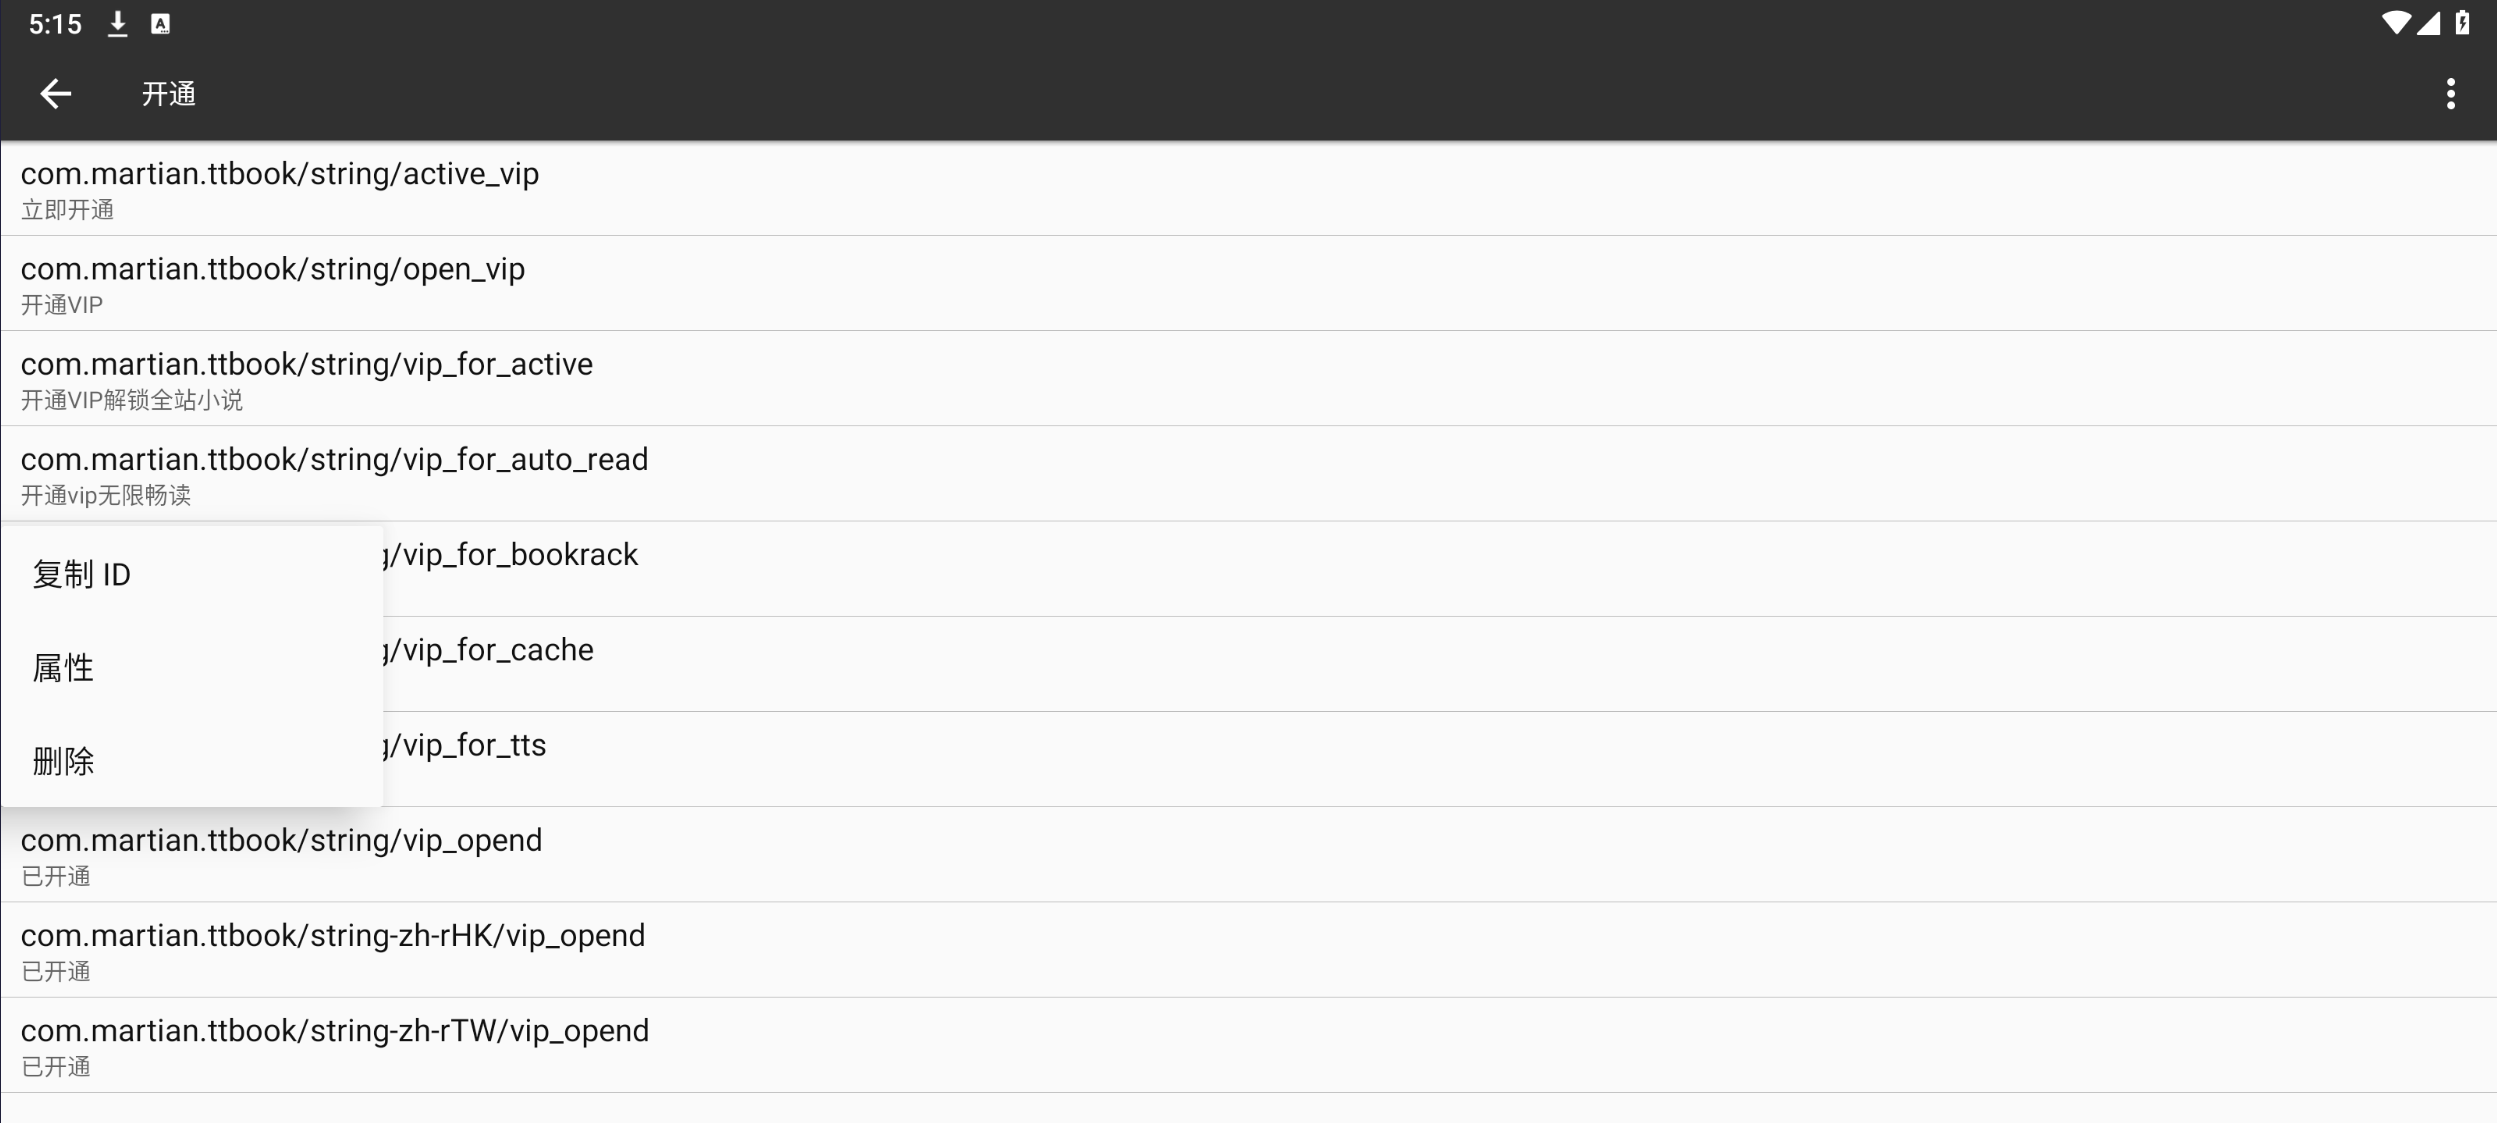 5:15
开通
com.martian.ttbook/string/active_vip
立即开通
com.martian.ttbook/string/open_vip
开通VIP
com.martian.ttbook/string/vip_for_active
开通VIP解锁全站小说
com.martian.ttbook/string/vip_for_auto_read
开通vip无限畅读
g/vip_for_bookrack
复制 ID
g/vip_for_cache
属性
g/vip_for_tts
删除
com.martian.ttbook/string/vip_opend
已开通
com.martian.ttbook/string-zh-rHK/vip_opend
已开通
com.martian.ttbook/string-zh-rTW/vip_opend
已开通